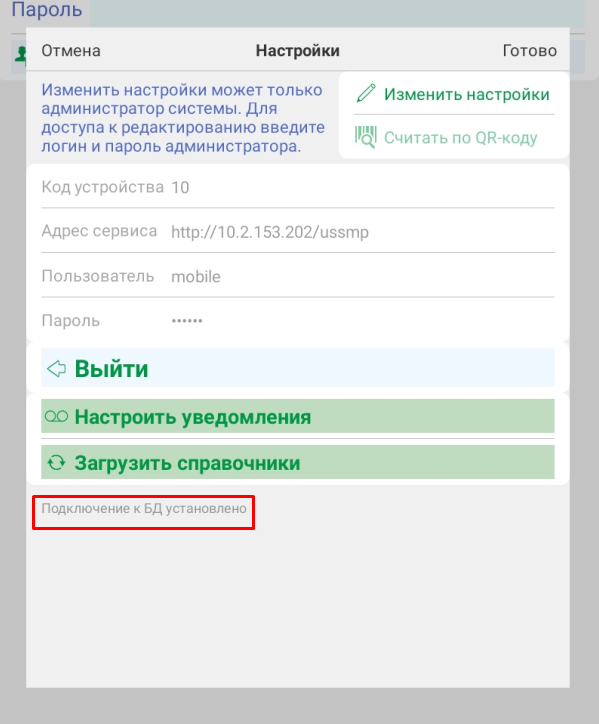 Пароль
Отмена
Настройки
Готово
Изменить настройки может только
администратор системы. Для
доступа к редактированию введите
логин и пароль администратора.
Изменить настройки
Считать по QR-коду
Код устройства 10
Адрес сервиса http://10.2.153.202/ussmp
Пользователь mobile
Пароль ••••••
Выйти
Настроить уведомления
Загрузить справочники
Подключение к БД установлено